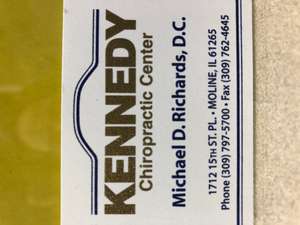 KENNEDY
Chiropractic Center
Michael D. Richards, D.C.
1712 15TH ST. PL. • MOLINE, IL 61265
Phone (309) 797-5700 • Fax (309) 762-4645